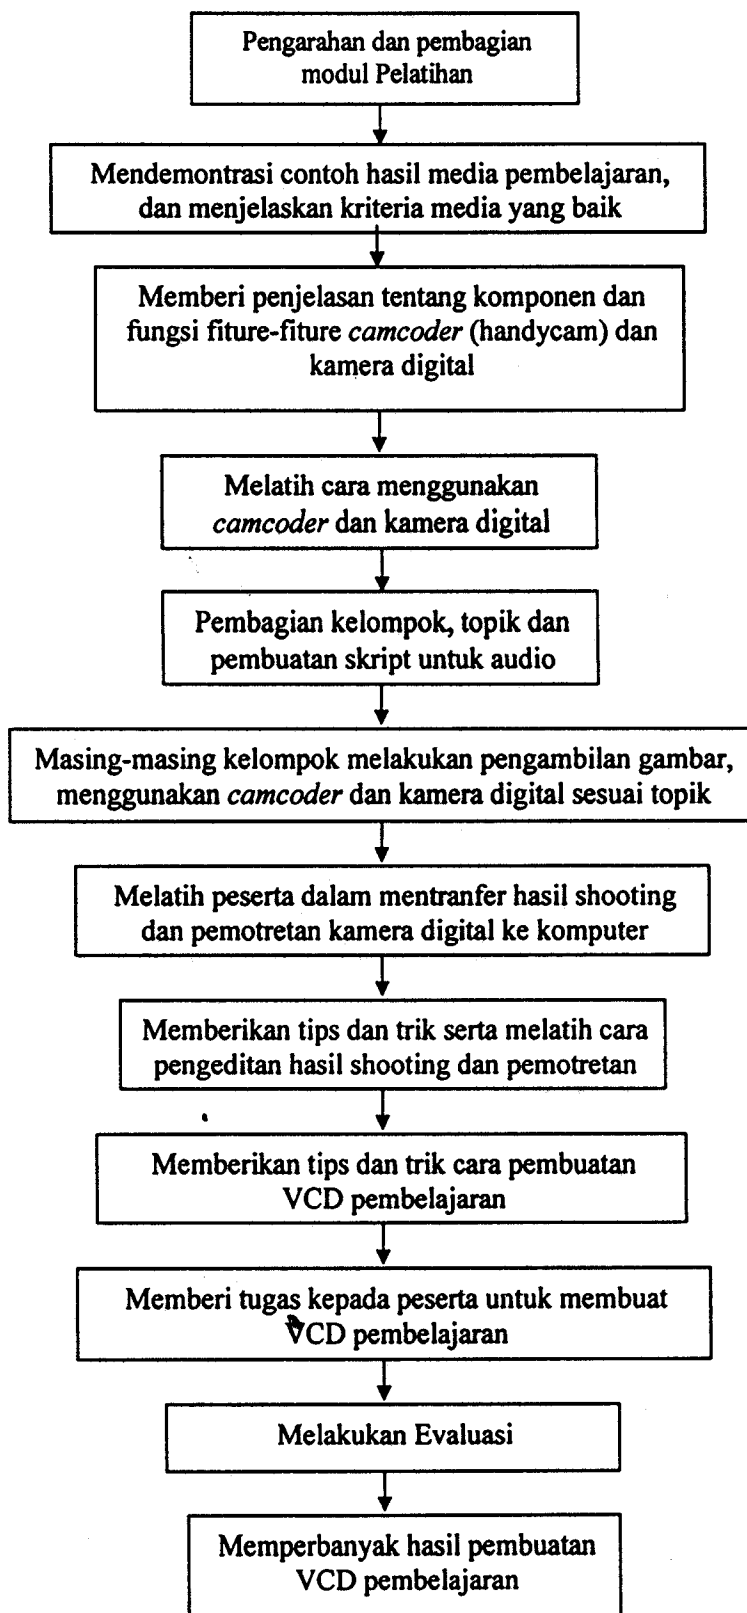 Pengarahan dan pembagian
modul Pelatihan
Mendemontrasi contoh hasil media pembelajaran,
dan menjelaskan kriteria media yang baik
Memberi penjelasan tentang komponen dan
fungsi fiture-fiture camcoder (handycam) dan
kamera digital
Melatih cara menggunakan
camcoder dan kamera digital
Pembagian kelompok, topik dan
pembuatan skript untuk audio
Masing-masing kelompok melakukan pengambilan gambar,
menggunakan camcoder dan kamera digital sesuai topik
Melatih peserta dalam mentranfer hasil shooting
dan pemotretan kamera digital ke komputer
Memberikan tips dan trik serta melatih cara
pengeditan hasil shooting dan pemotretan
Memberikan tips dan trik cara pembuatan
VCD pembelajaran
Memberi tugas kepada peserta untuk membuat
VCD pembelajaran
Melakukan Evaluasi
Memperbanyak hasil pembuatan
VCD pembelajaran